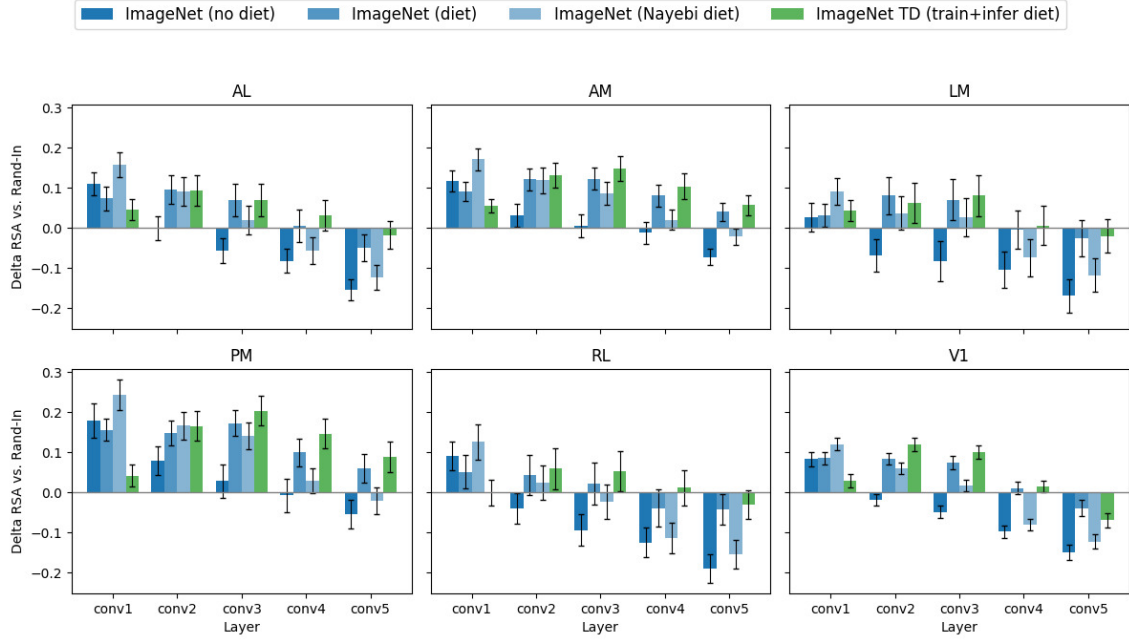 ImageNet (no diet) ImageNet (diet) ImageNet (Nayebi diet) ImageNet TD (train+infer diet)
AL AM LM
Delta RSA vs. Rand-In
0.3
0.2
0.1
0.0
−0.1
−0.2
PM RL V1
Delta RSA vs. Rand-In
0.3
0.2
0.1
0.0
−0.1
−0.2
conv1 conv2 conv3 conv4 conv5 conv1 conv2 conv3 conv4 conv5 conv1 conv2 conv3 conv4 conv5
Layer Layer Layer